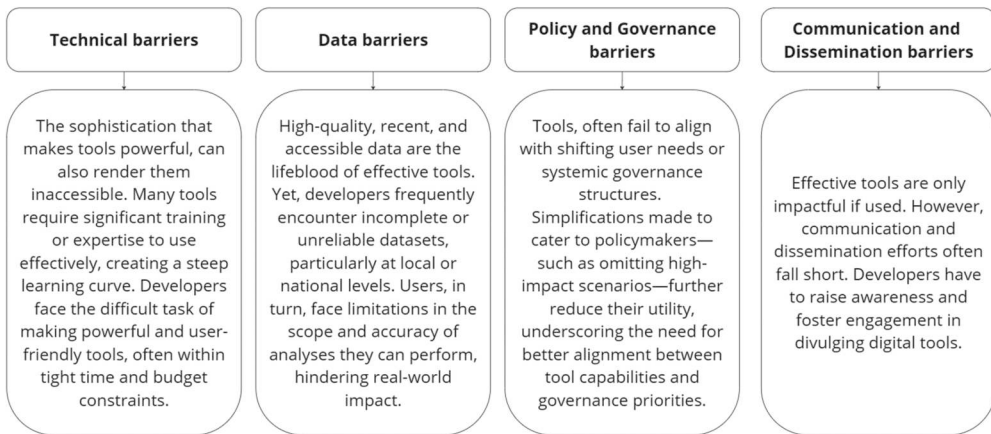 Technical barriers
The sophistication that
makes tools powerful, can
also render them
inaccessible. Many tools
require significant training
or expertise to use
effectively, creating a steep
learning curve. Developers
face the difficult task of
making powerful and user-
friendly tools, often within
tight time and budget
constraints.
Data barriers
High-quality, recent, and
accessible data are the
lifeblood of effective tools.
Yet, developers frequently
encounter incomplete or
unreliable datasets,
particularly at local or
national levels. Users, in
turn, face limitations in the
scope and accuracy of
analyses they can perform,
hindering real-world
impact.
Policy and Governance
barriers
Tools, often fail to align
with shifting user needs or
systemic governance
structures.
Simplifications made to
cater to policymakers—
such as omitting high-
impact scenarios—further
reduce their utility,
underscoring the need for
better alignment between
tool capabilities and
governance priorities.
Communication and
Dissemination barriers
Effective tools are only
impactful if used. However,
communication and
dissemination efforts often
fall short. Developers have
to raise awareness and
foster engagement in
divulging digital tools.